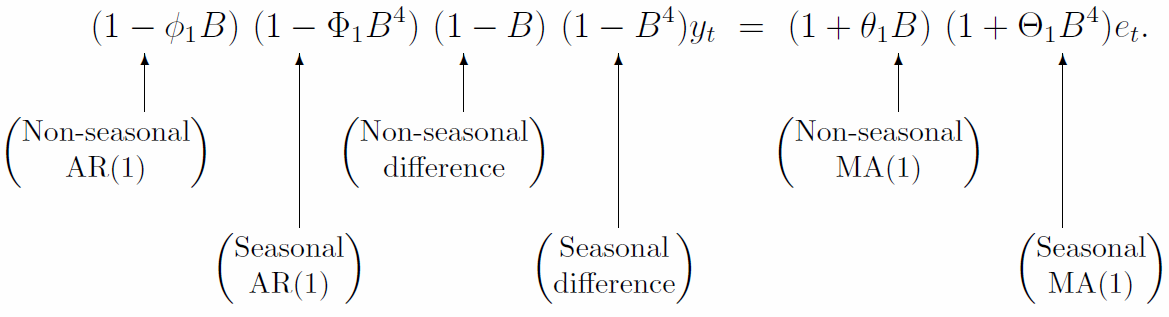 (1 − ϕ₁B) (1 − Φ₁B⁴) (1 − B) (1 − B⁴)yₜ = (1 + θ₁B) (1 + Θ₁B⁴)eₜ.
(Non-seasonal AR(1))
(Non-seasonal difference)
(Non-seasonal MA(1))
(Seasonal AR(1))
(Seasonal difference)
(Seasonal MA(1))